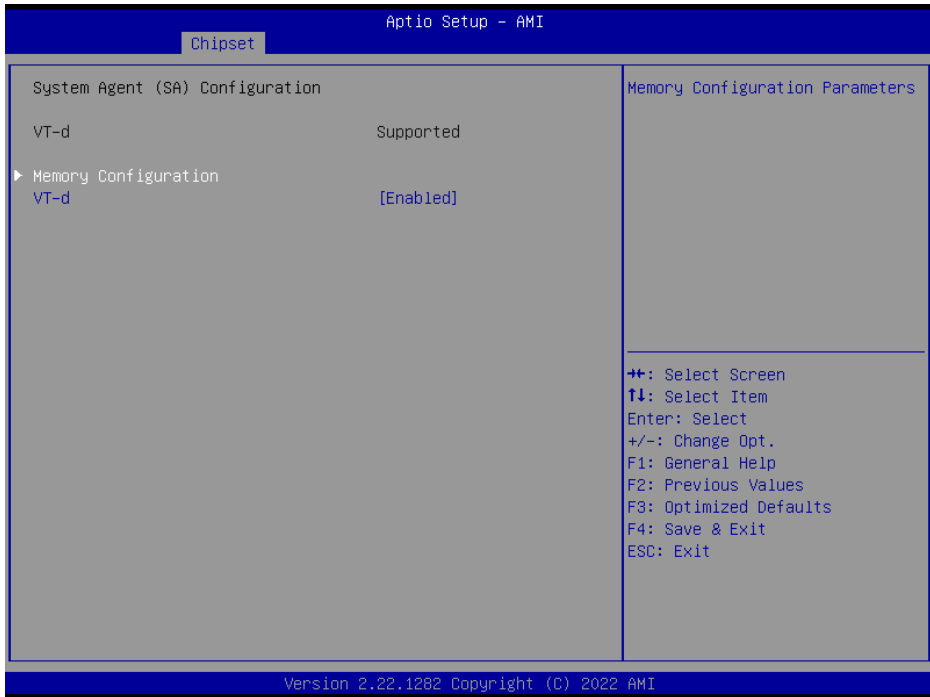 Aptio Setup – AMI
Chipset
System Agent (SA) Configuration
VT-d Supported
Memory Configuration
VT-d [Enabled]
Memory Configuration Parameters
→←: Select Screen
↑↓: Select Item
Enter: Select
+/-: Change Opt.
F1: General Help
F2: Previous Values
F3: Optimized Defaults
F4: Save & Exit
ESC: Exit
Version 2.22.1282 Copyright (C) 2022 AMI